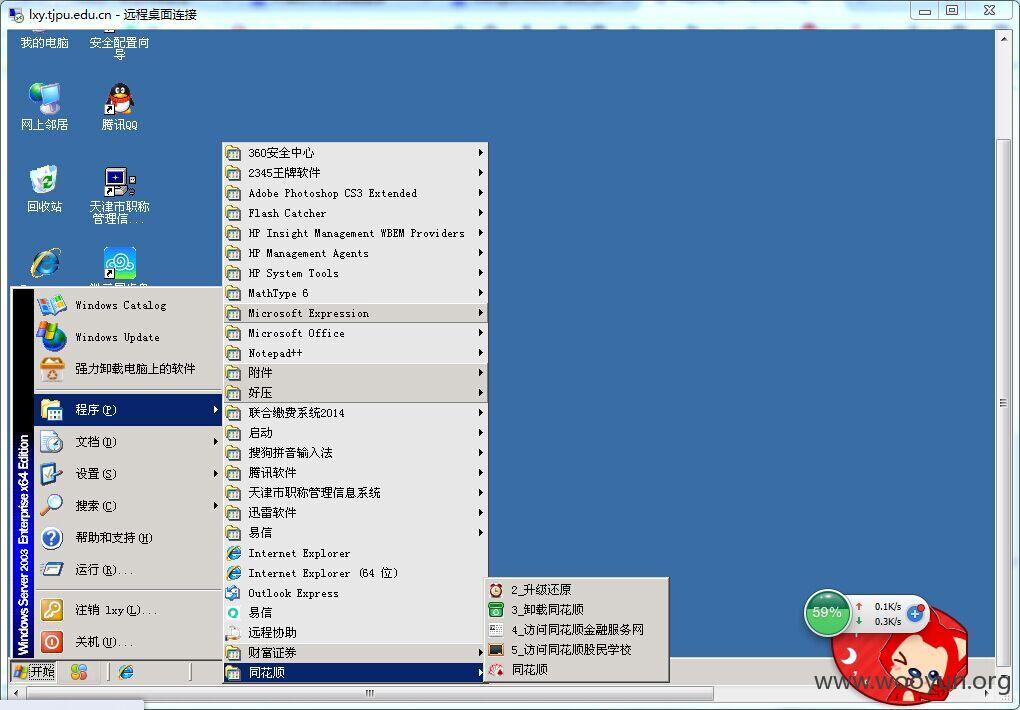 lxy.tjpu.edu.cn - 远程桌面连接
我的电脑
安全配置向
导
网上邻居
腾讯QQ
回收站
天津市职称
管理信...
360安全中心
2345王牌软件
Adobe Photoshop CS3 Extended
Flash Catcher
HP Insight Management WBEM Providers
HP Management Agents
HP System Tools
MathType 6
Microsoft Expression
Microsoft Office
Notepad++
附件
好压
联合缴费系统2014
启动
搜狗拼音输入法
腾讯软件
天津市职称管理信息系统
迅雷软件
易信
Internet Explorer
Internet Explorer (64 位)
Outlook Express
易信
远程协助
财富证券
同花顺
Windows Catalog
Windows Update
强力卸载电脑上的软件
程序(P)
文档(D)
设置(S)
搜索(C)
帮助和支持(H)
运行(R)...
注销 lxy(L)...
关机(U)...
Windows Server 2003 Enterprise x64 Edition
开始
2_升级还原
3_卸载同花顺
4_访问同花顺金融服务网
5_访问同花顺股民学校
同花顺
59%
0.1K/s
0.3K/s
www.wooyun.org